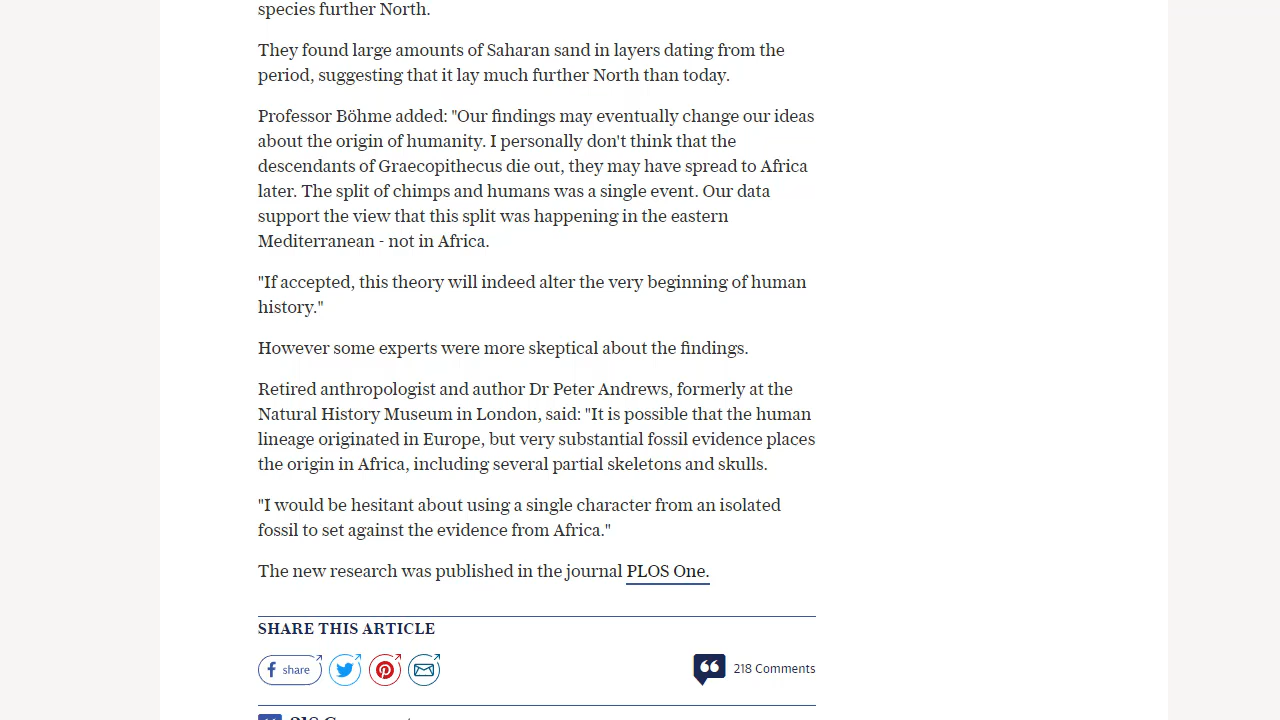 species further North.
They found large amounts of Saharan sand in layers dating from the
period, suggesting that it lay much further North than today.
Professor Böhme added: "Our findings may eventually change our ideas
about the origin of humanity. I personally don't think that the
descendants of Graecopithecus die out, they may have spread to Africa
later. The split of chimps and humans was a single event. Our data
support the view that this split was happening in the eastern
Mediterranean - not in Africa.
"If accepted, this theory will indeed alter the very beginning of human
history."
However some experts were more skeptical about the findings.
Retired anthropologist and author Dr Peter Andrews, formerly at the
Natural History Museum in London, said: "It is possible that the human
lineage originated in Europe, but very substantial fossil evidence places
the origin in Africa, including several partial skeletons and skulls.
"I would be hesitant about using a single character from an isolated
fossil to set against the evidence from Africa."
The new research was published in the journal PLOS One.
SHARE THIS ARTICLE
share
218 Comments